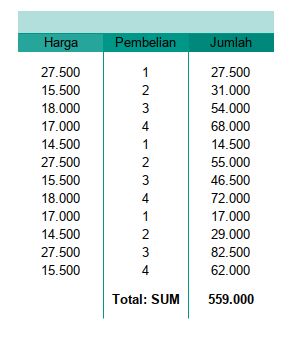 Harga Pembelian Jumlah
27.500 1 27.500
15.500 2 31.000
18.000 3 54.000
17.000 4 68.000
14.500 1 14.500
27.500 2 55.000
15.500 3 46.500
18.000 4 72.000
17.000 1 17.000
14.500 2 29.000
27.500 3 82.500
15.500 4 62.000
Total: SUM 559.000